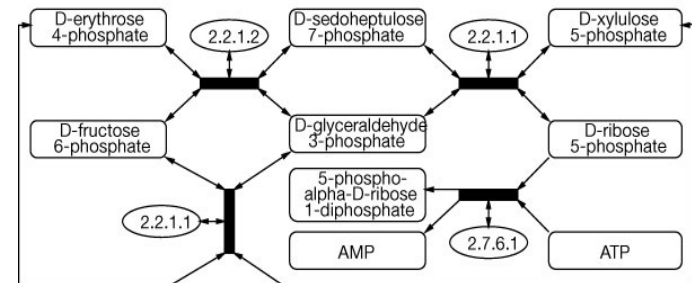 D-erythrose
4-phosphate
2.2.1.2
D-sedoheptulose
7-phosphate
2.2.1.1
D-xylulose
5-phosphate
D-fructose
6-phosphate
D-glyceraldehyde
3-phosphate
D-ribose
5-phosphate
5-phospho-
alpha-D-ribose
1-diphosphate
2.2.1.1
AMP
2.7.6.1
ATP